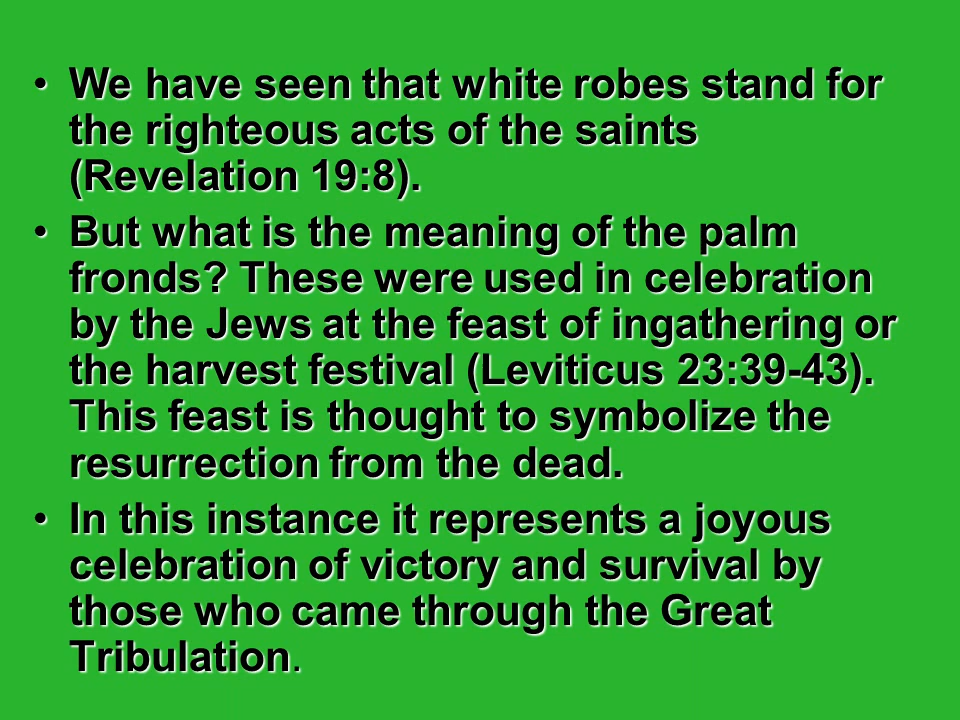 • We have seen that white robes stand for
the righteous acts of the saints
(Revelation 19:8).
• But what is the meaning of the palm
fronds? These were used in celebration
by the Jews at the feast of ingathering or
the harvest festival (Leviticus 23:39-43).
This feast is thought to symbolize the
resurrection from the dead.
• In this instance it represents a joyous
celebration of victory and survival by
those who came through the Great
Tribulation.